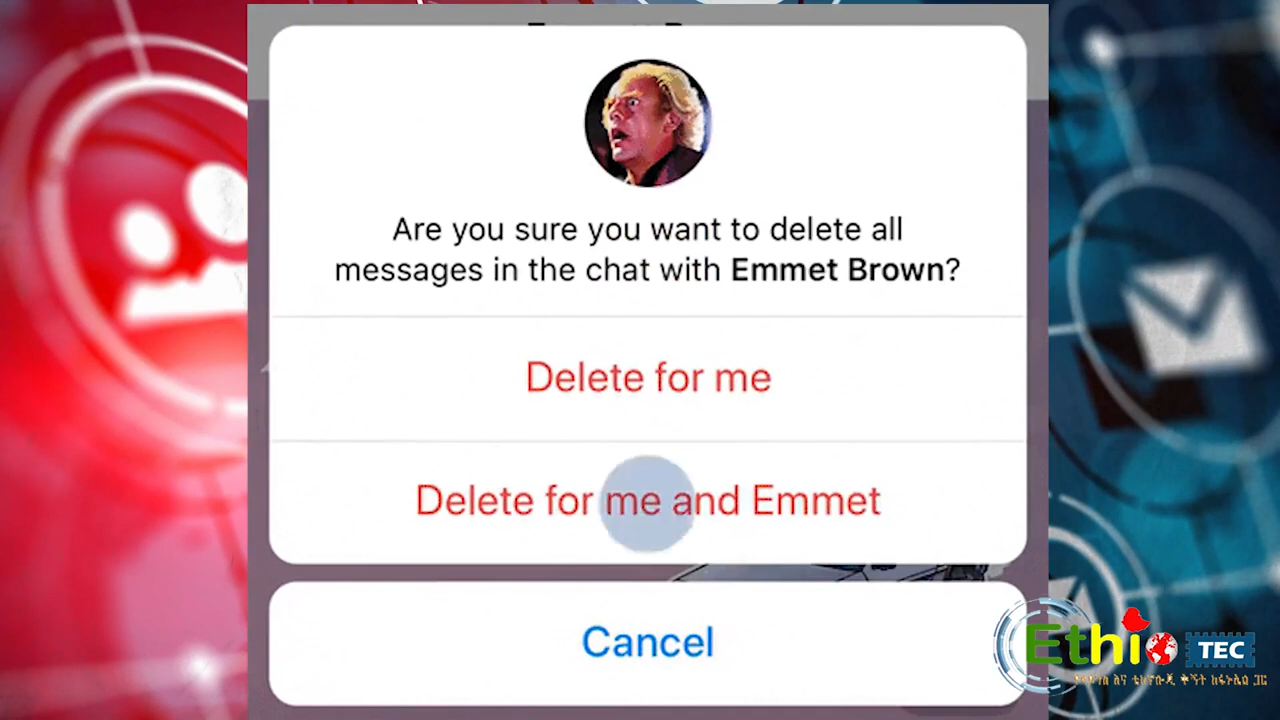 Are you sure you want to delete all
messages in the chat with Emmet Brown?
Delete for me
Delete for me and Emmet
Cancel
Ethio TEC